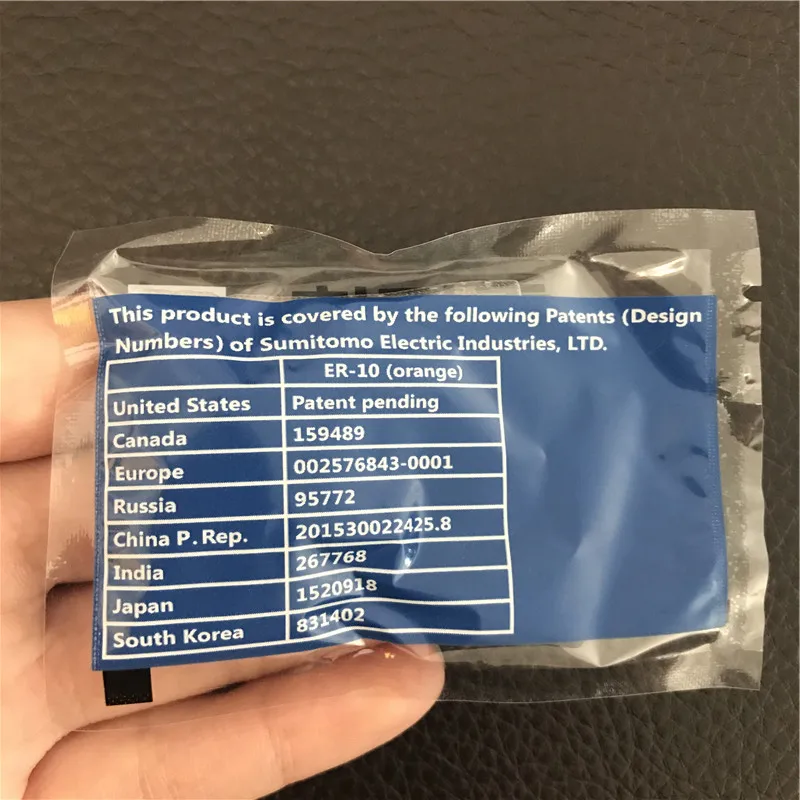 This product is covered by the following Patents (Design
Numbers) of Sumitomo Electric Industries, LTD.
ER-10 (orange)
United States Patent pending
Canada 159489
Europe 002576843-0001
Russia 95772
China P. Rep. 201530022425.8
India 267768
Japan 1520918
South Korea 831402